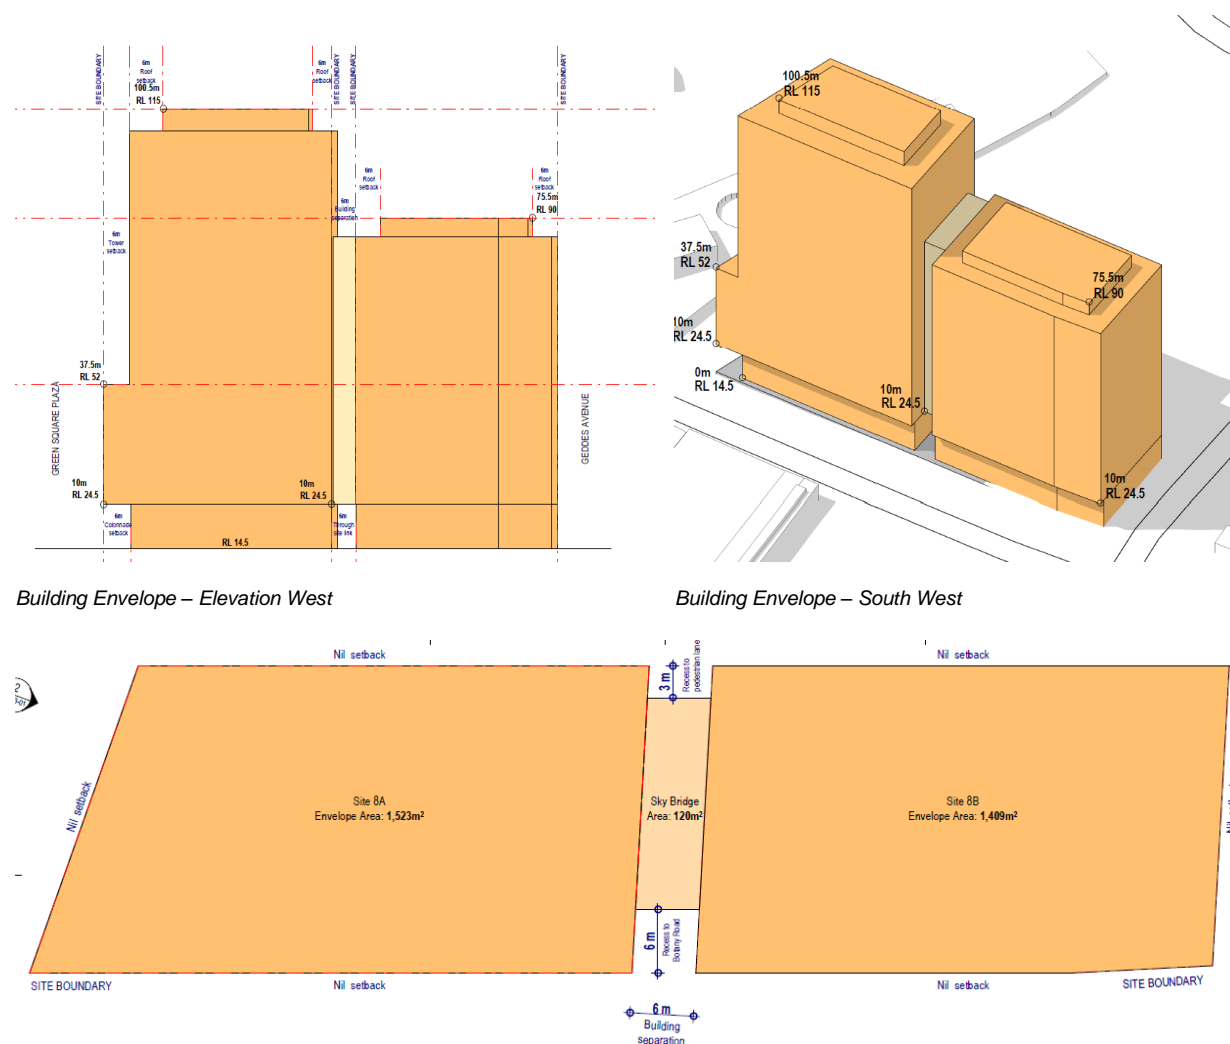 SITE BOUNDARY
6m
Roof
setback
100.5m
RL 115
6m
Roof
setback
SITE BOUNDARY
SITE BOUNDARY
SITE BOUNDARY
6m
Roof
setback
6m
Roof
setback
75.5m
RL 90
6m
Building
separation
6m
Tower
setback
37.5m
RL 52
GREEN SQUARE PLAZA
GEDDES AVENUE
10m
RL 24.5
10m
RL 24.5
6m
Colonnade
setback
RL 14.5
6m
Through
site link
100.5m
RL 115
37.5m
RL 52
75.5m
RL 90
10m
RL 24.5
0m
RL 14.5
10m
RL 24.5
10m
RL 24.5
Building Envelope – Elevation West
Building Envelope – South West
Nil setback
3 m
Recess to
pedestrian lane
Nil setback
2
Nil setback
Site 8A
Envelope Area: 1,523m²
Sky Bridge
Area: 120m²
Site 8B
Envelope Area: 1,409m²
Nil setback
6 m
Recess to
Botany Road
SITE BOUNDARY
Nil setback
Nil setback
SITE BOUNDARY
6 m
Building
separation